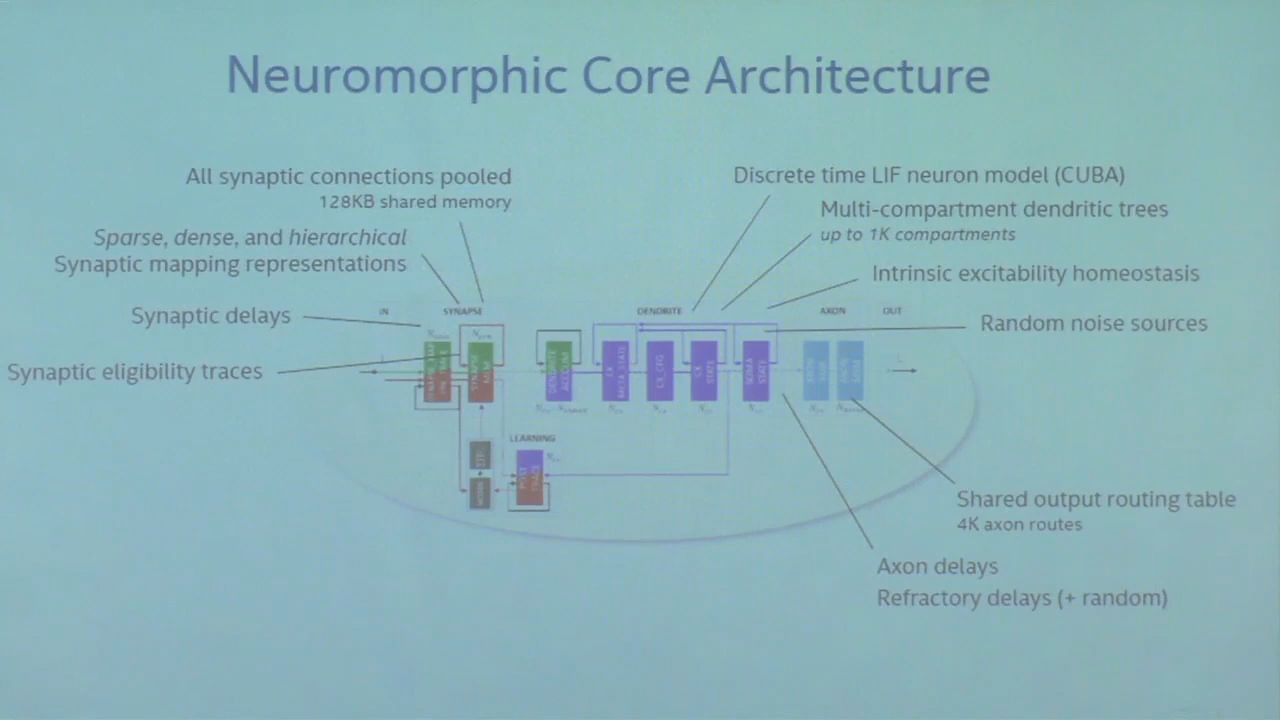 Neuromorphic Core Architecture
All synaptic connections pooled
128KB shared memory
Sparse, dense, and hierarchical
Synaptic mapping representations
Synaptic delays
Synaptic eligibility traces
Discrete time LIF neuron model (CUBA)
Multi-compartment dendritic trees
up to 1K compartments
Intrinsic excitability homeostasis
Random noise sources
IN
SYNAPSE
DENDRITE
AXON
OUT
LEARNING
Shared output routing table
4K axon routes
Axon delays
Refractory delays (+ random)